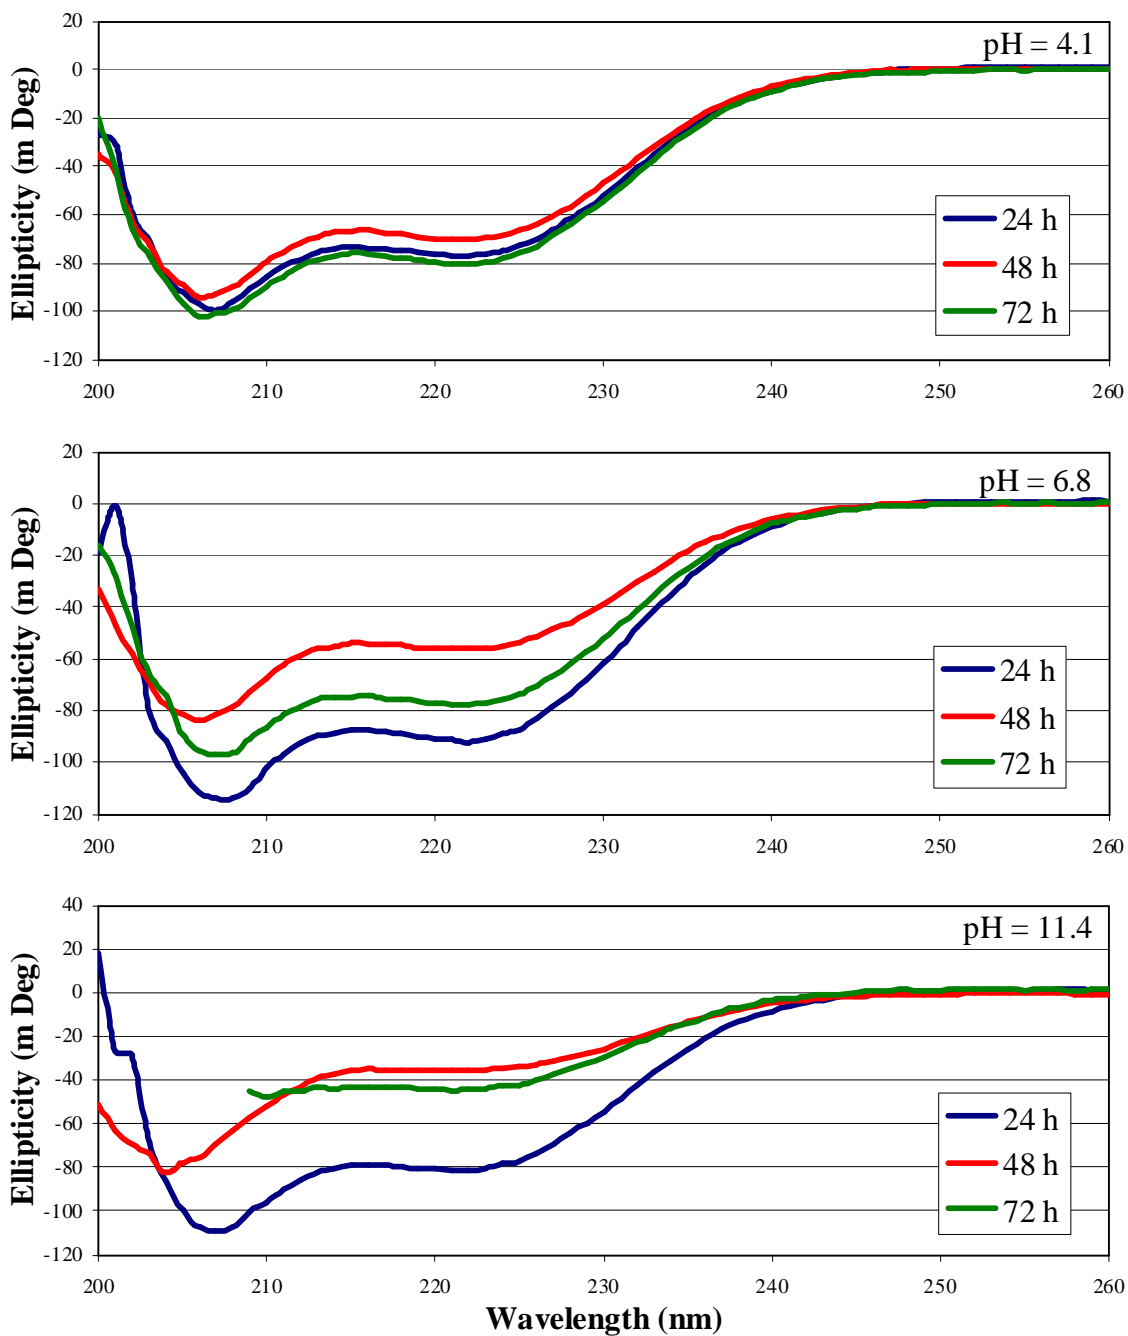 20
pH = 4.1
0
-20
-40
-60
-80
-100
-120
Ellipticity (m Deg)
24 h
48 h
72 h
200 210 220 230 240 250 260
20
pH = 6.8
0
-20
-40
-60
-80
-100
-120
Ellipticity (m Deg)
24 h
48 h
72 h
200 210 220 230 240 250 260
40
pH = 11.4
20
0
-20
-40
-60
-80
-100
-120
Ellipticity (m Deg)
24 h
48 h
72 h
200 210 220 230 240 250 260
Wavelength (nm)